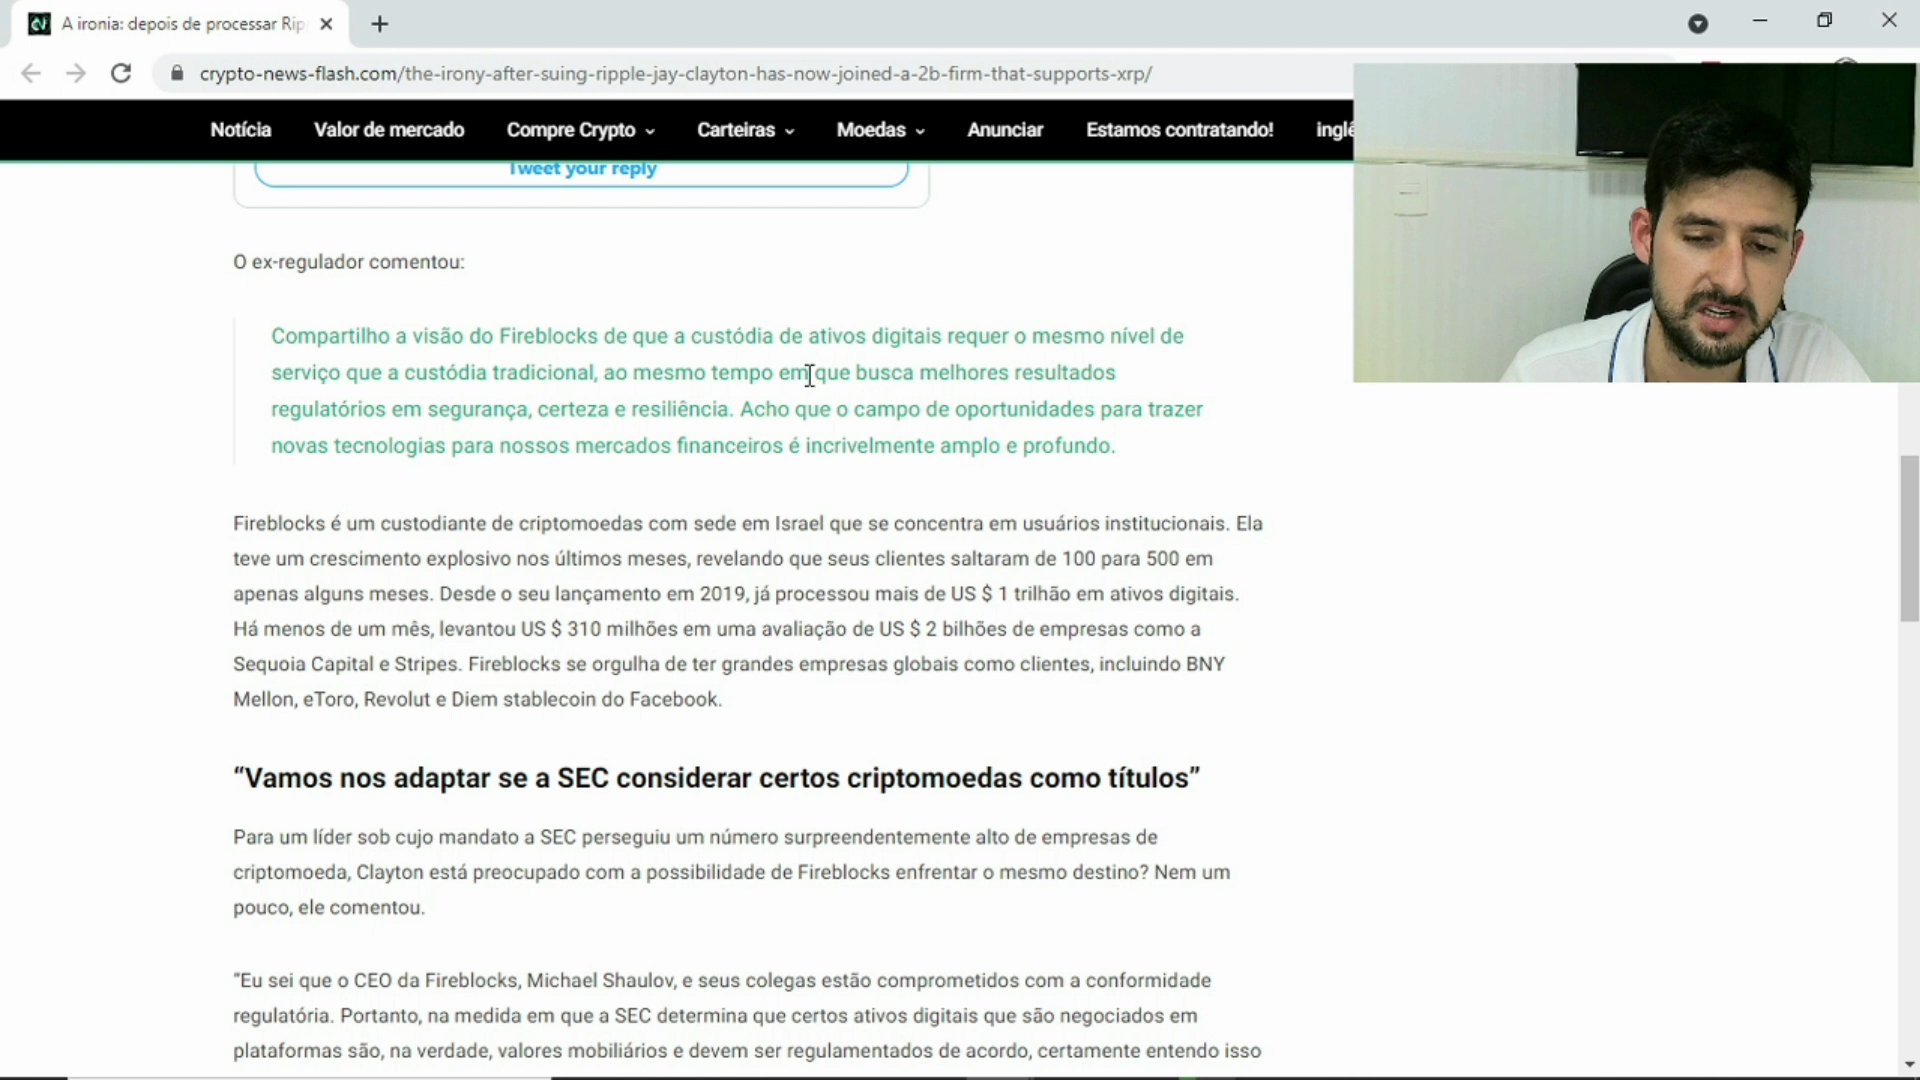 A ironia: depois de processar Rip
crypto-news-flash.com/the-irony-after-suing-ripple-jay-clayton-has-now-joined-a-2b-firm-that-supports-xrp/
Notícia Valor de mercado Compre Crypto Carteiras Moedas Anunciar Estamos contratando! inglê
Tweet your reply
O ex-regulador comentou:
Compartilho a visão do Fireblocks de que a custódia de ativos digitais requer o mesmo nível de
serviço que a custódia tradicional, ao mesmo tempo em que busca melhores resultados
regulatórios em segurança, certeza e resiliência. Acho que o campo de oportunidades para trazer
novas tecnologias para nossos mercados financeiros é incrivelmente amplo e profundo.
Fireblocks é um custodiante de criptomoedas com sede em Israel que se concentra em usuários institucionais. Ela
teve um crescimento explosivo nos últimos meses, revelando que seus clientes saltaram de 100 para 500 em
apenas alguns meses. Desde o seu lançamento em 2019, já processou mais de US $ 1 trilhão em ativos digitais.
Há menos de um mês, levantou US $ 310 milhões em uma avaliação de US $ 2 bilhões de empresas como a
Sequoia Capital e Stripes. Fireblocks se orgulha de ter grandes empresas globais como clientes, incluindo BNY
Mellon, eToro, Revolut e Diem stablecoin do Facebook.
“Vamos nos adaptar se a SEC considerar certos criptomoedas como títulos”
Para um líder sob cujo mandato a SEC perseguiu um número surpreendentemente alto de empresas de
criptomoeda, Clayton está preocupado com a possibilidade de Fireblocks enfrentar o mesmo destino? Nem um
pouco, ele comentou.
“Eu sei que o CEO da Fireblocks, Michael Shaulov, e seus colegas estão comprometidos com a conformidade
regulatória. Portanto, na medida em que a SEC determina que certos ativos digitais que são negociados em
plataformas são, na verdade, valores mobiliários e devem ser regulamentados de acordo, certamente entendo isso